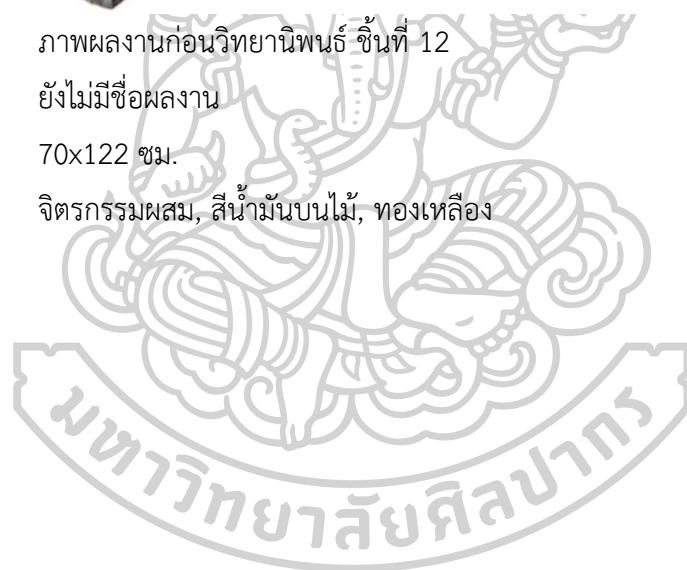 ภาพผลงานก่อนวิทยานิพนธ์ ชิ้นที่ 12
ยังไม่มีชื่อผลงาน
70x122 ซม.
จิตรกรรมผสม, สีน้ำมันบนไม้, ทองเหลือง
มหาวิทยาลัยศิลปากร